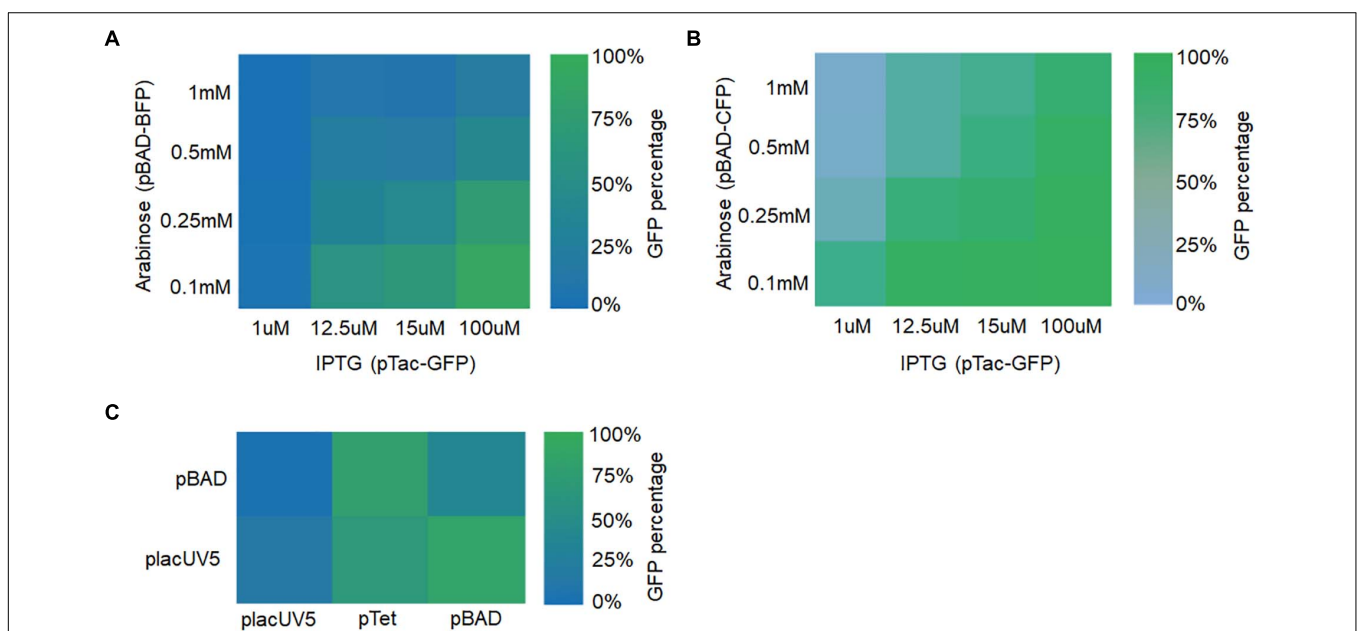 A
Arabinose (pBAD-BFP)
1mM
0.5mM
0.25mM
0.1mM
1uM 12.5uM 15uM 100uM
IPTG (pTac-GFP)
100%
75%
50%
25%
0%
GFP percentage
B
Arabinose (pBAD-CFP)
1mM
0.5mM
0.25mM
0.1mM
1uM 12.5uM 15uM 100uM
IPTG (pTac-GFP)
100%
75%
50%
25%
0%
GFP percentage
C
pBAD
placUV5
placUV5 pTet pBAD
100%
75%
50%
25%
0%
GFP percentage